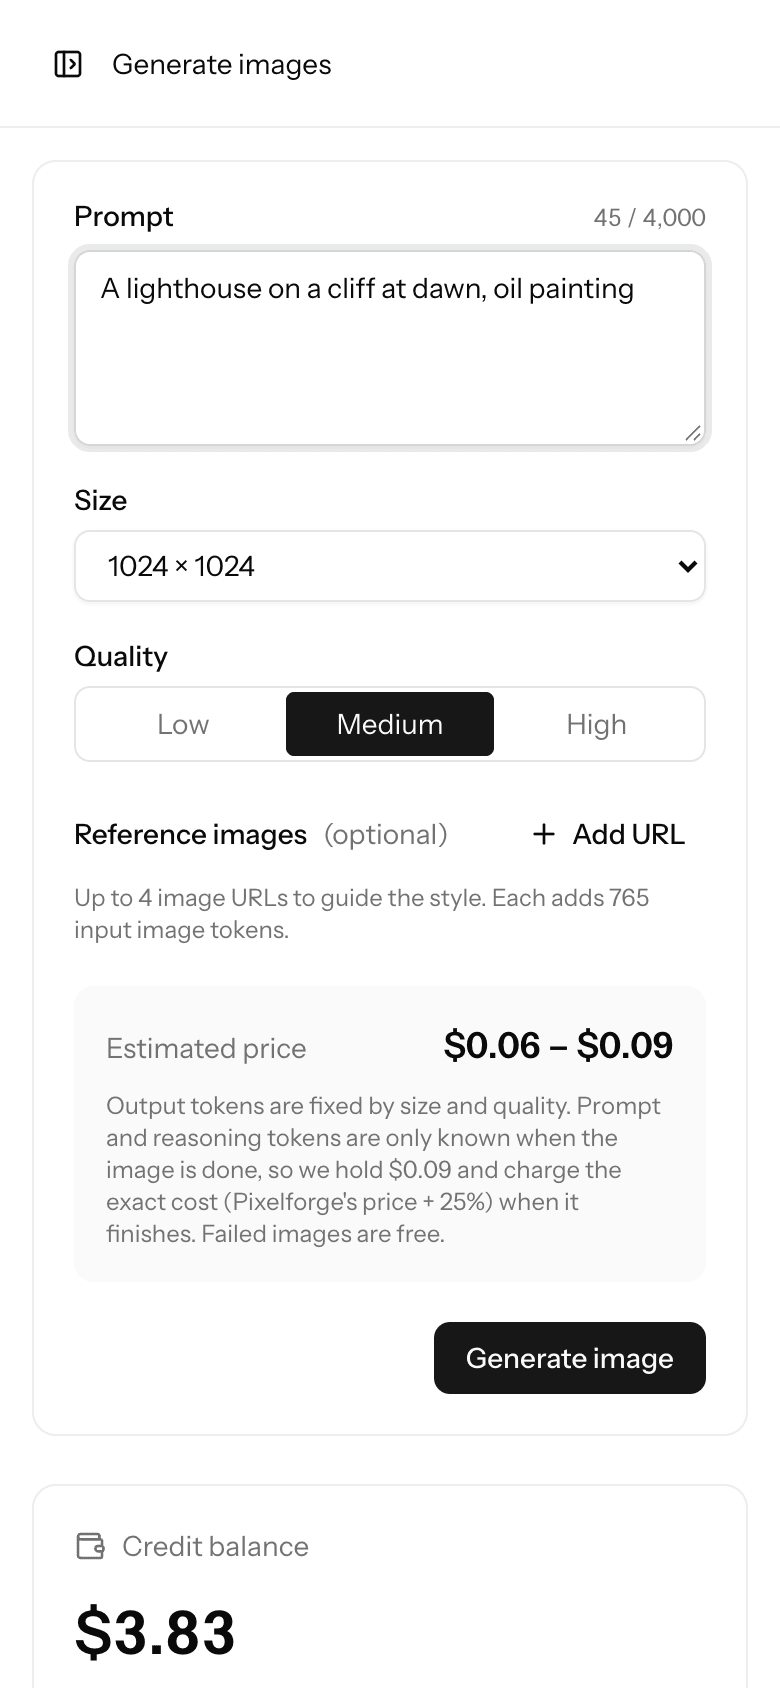 Generate images
Prompt
45 / 4,000
A lighthouse on a cliff at dawn, oil painting
Size
1024 × 1024
Quality
Low
Medium
High
Reference images (optional)
+ Add URL
Up to 4 image URLs to guide the style. Each adds 765
input image tokens.
Estimated price
$0.06 – $0.09
Output tokens are fixed by size and quality. Prompt
and reasoning tokens are only known when the
image is done, so we hold $0.09 and charge the
exact cost (Pixelforge's price + 25%) when it
finishes. Failed images are free.
Generate image
Credit balance
$3.83